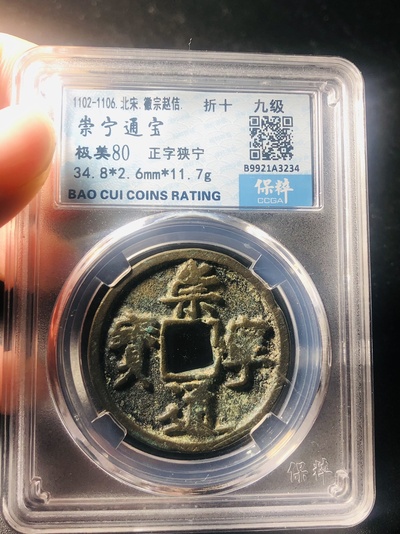 1102-1106.北宋.徽宗赵佶. 折十 九级
崇宁通宝
极美80 正字狭宁
34.8*2.6mm*11.7g
B9921A3234
BAO CUI COINS RATING
保粹
CCGA
崇
寶 寧
通
保粹